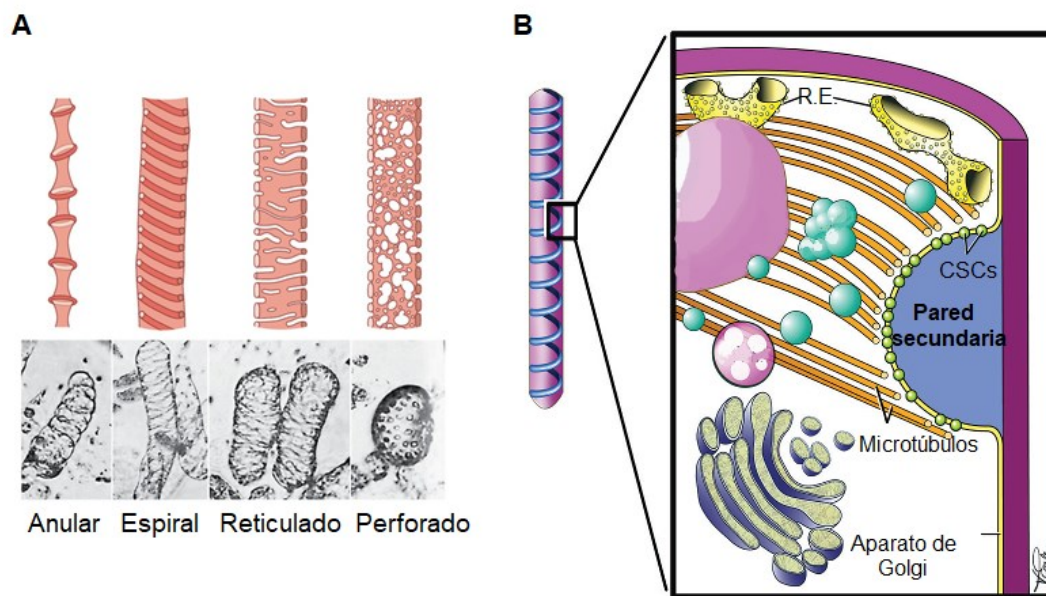 A
B
R.E.
CSCs
Pared
secundaria
Microtúbulos
Aparato de
Golgi
Anular Espiral Reticulado Perforado